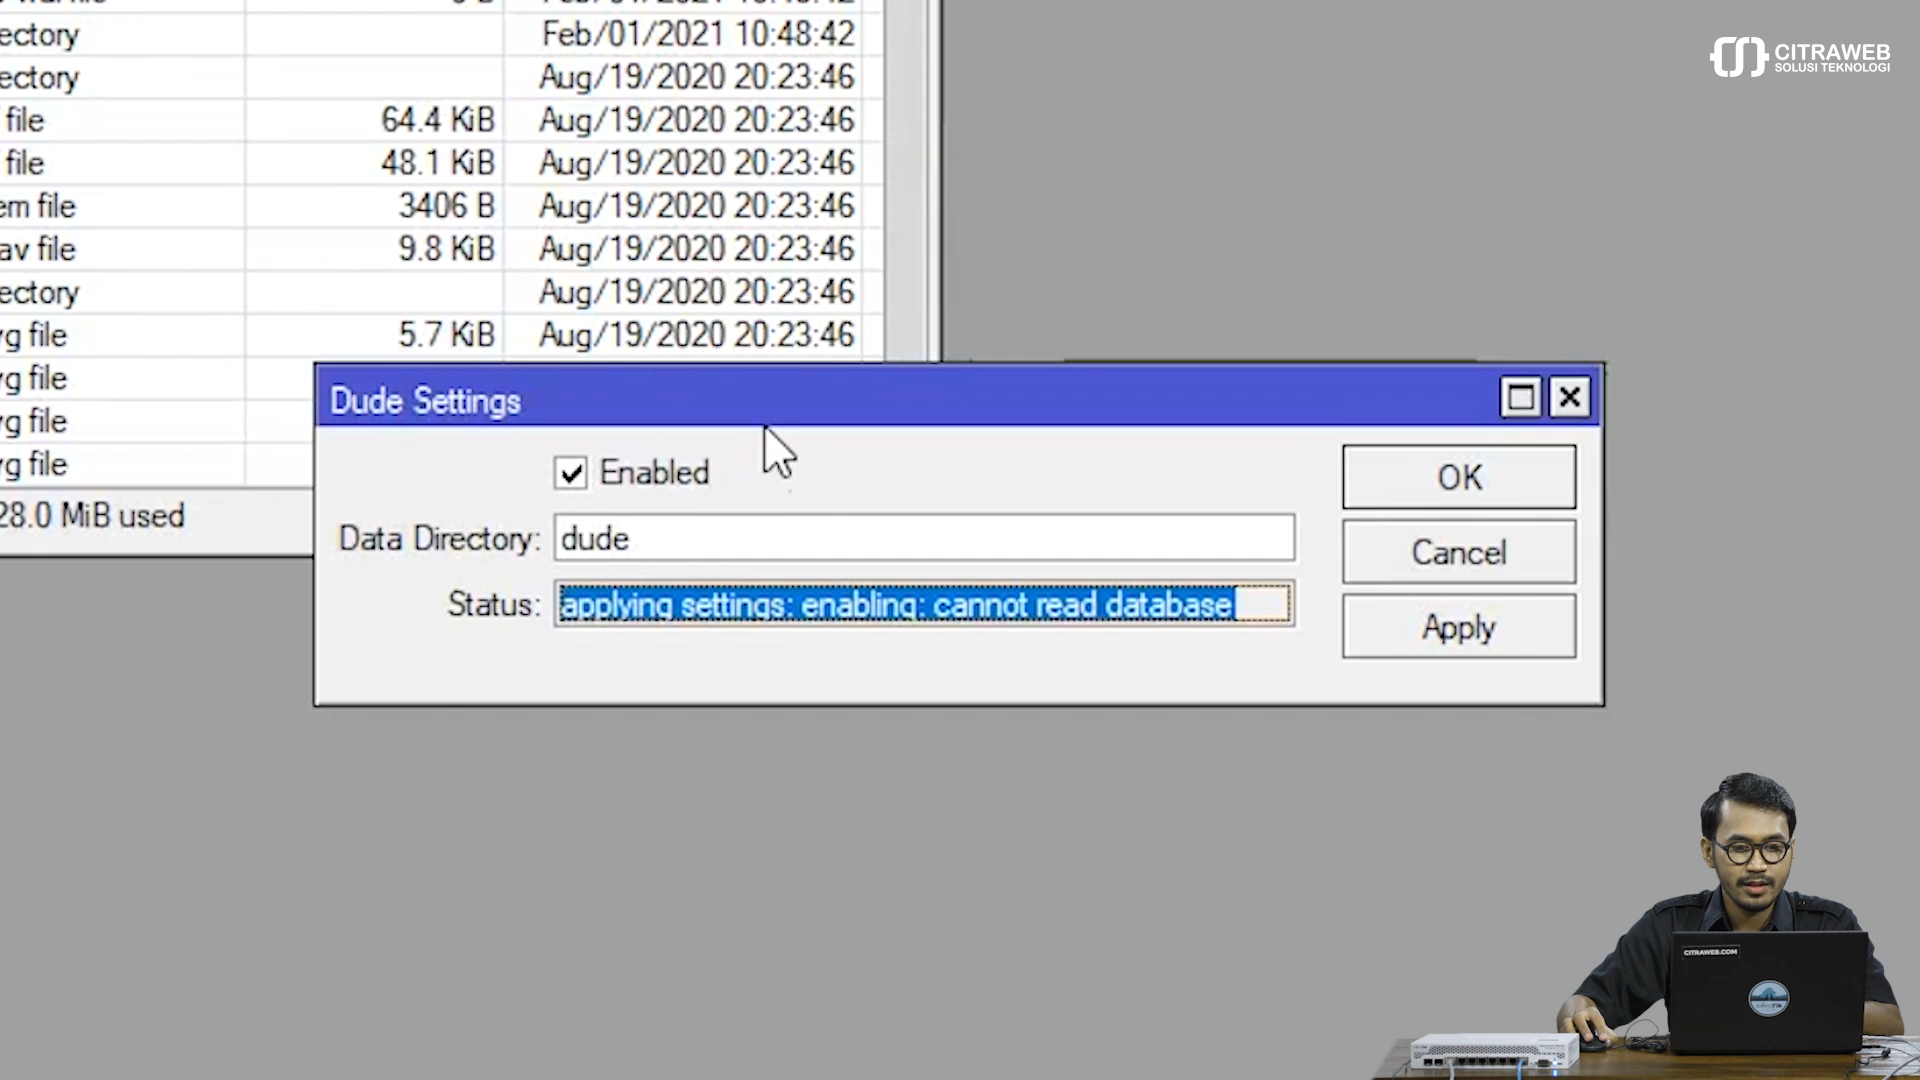 ectory Feb/01/2021 10:48:42
ectory Aug/19/2020 20:23:46
file 64.4 KiB Aug/19/2020 20:23:46
file 48.1 KiB Aug/19/2020 20:23:46
em file 3406 B Aug/19/2020 20:23:46
av file 9.8 KiB Aug/19/2020 20:23:46
ectory Aug/19/2020 20:23:46
vg file 5.7 KiB Aug/19/2020 20:23:46
vg file
vg file
vg file
28.0 MiB used
CITRAWEB
SOLUSI TEKNOLOGI
Dude Settings
Enabled
Data Directory: dude
Status: applying settings: enabling: cannot read database
OK
Cancel
Apply
CITRAWEB.COM